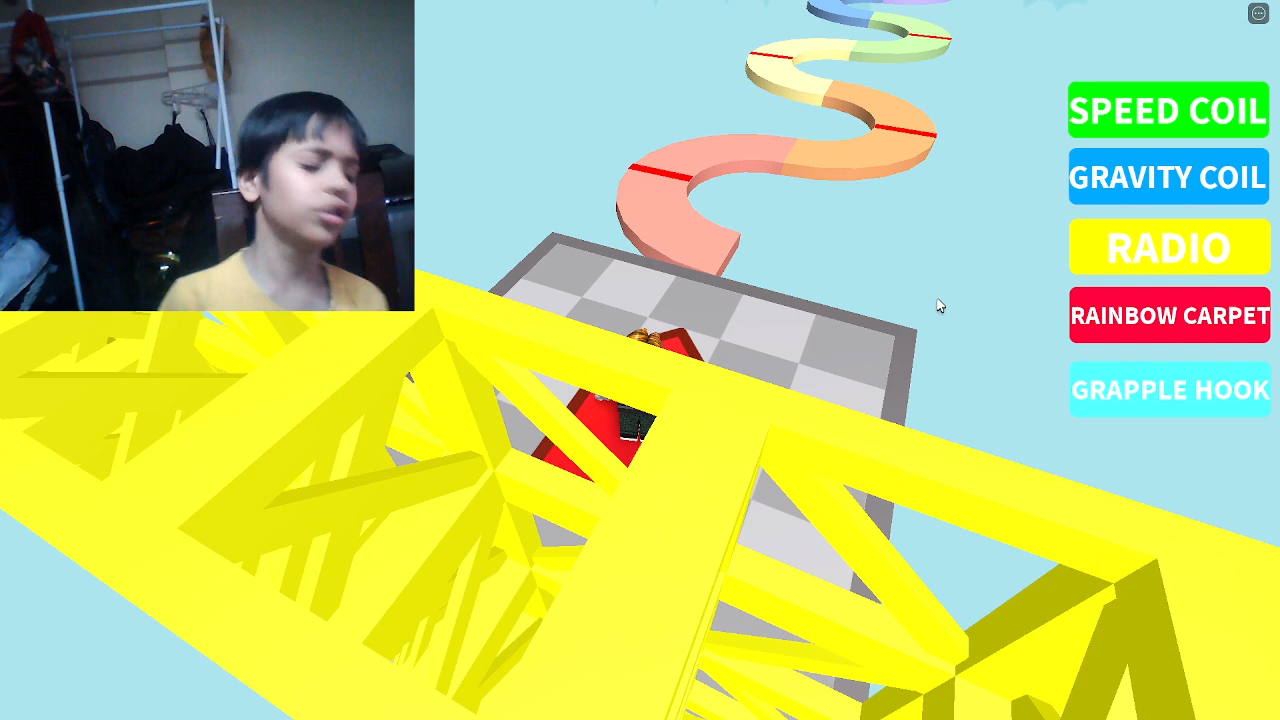 SPEED COIL
GRAVITY COIL
RADIO
RAINBOW CARPET
GRAPPLE HOOK